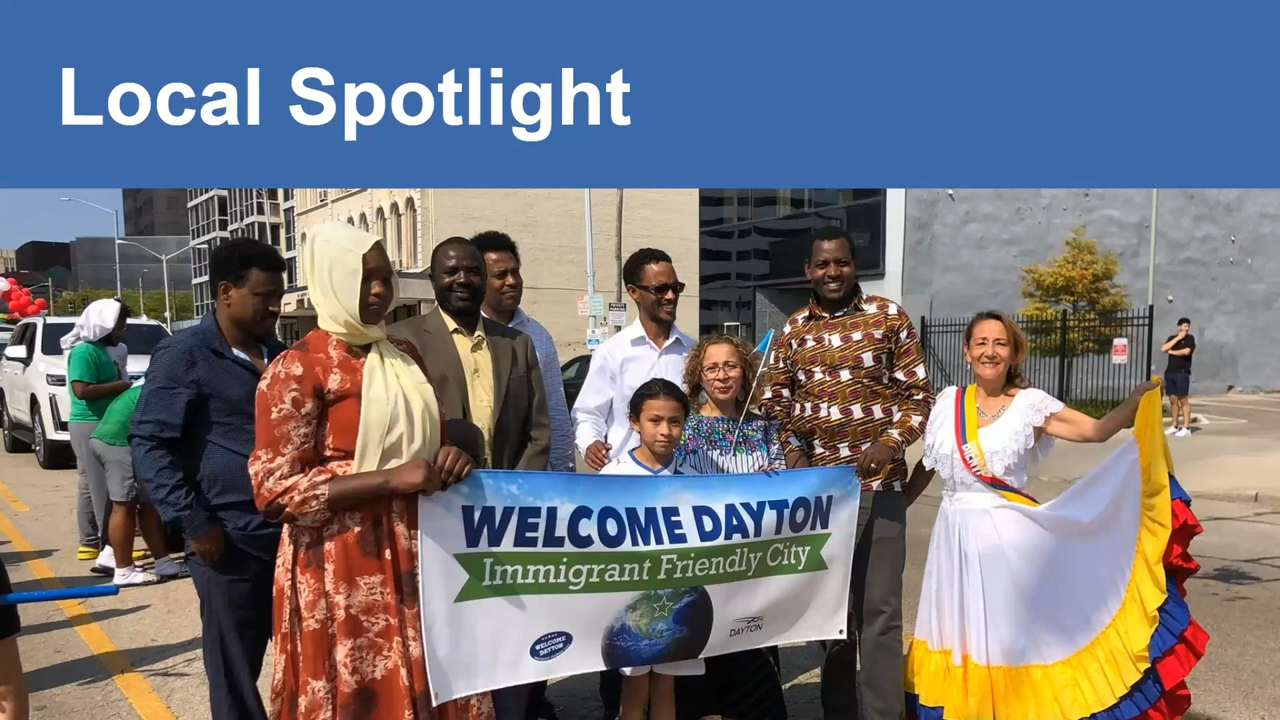 Local Spotlight
WELCOME DAYTON
Immigrant Friendly City
WELCOME
DAYTON
DAYTON